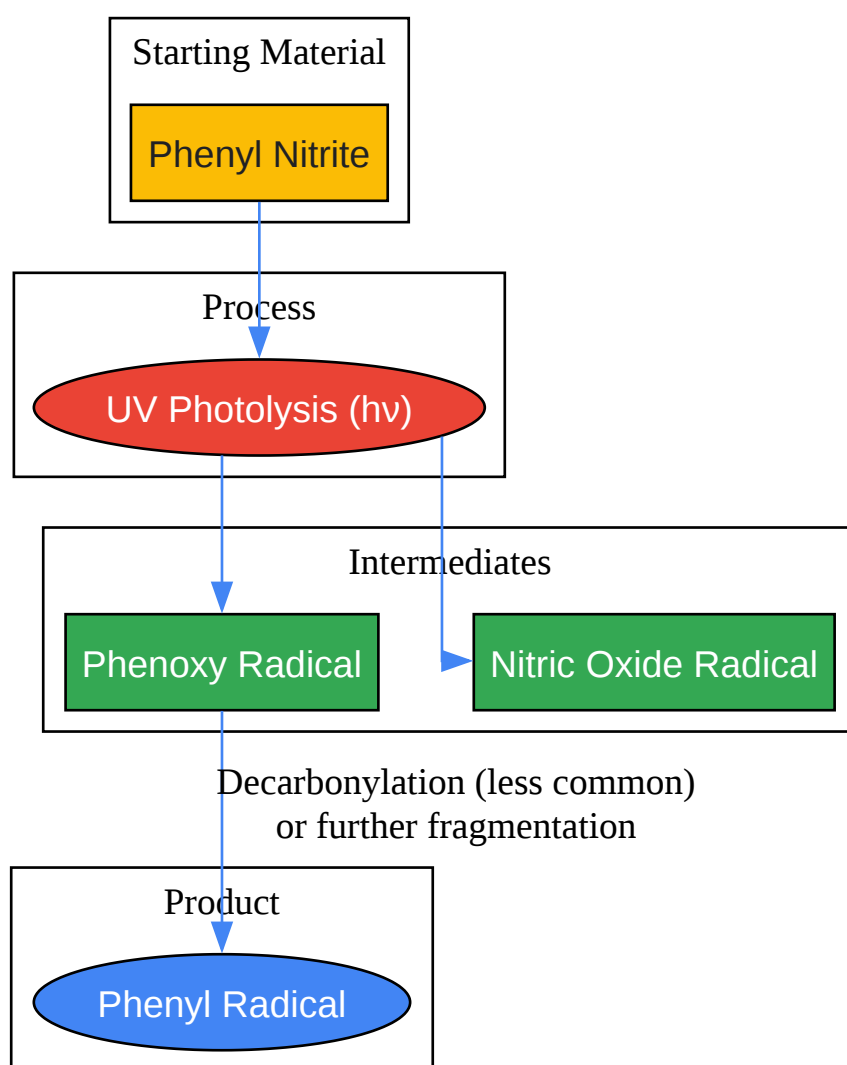 Starting Material
Phenyl Nitrite
Process
UV Photolysis (hν)
Intermediates
Phenoxy Radical
Nitric Oxide Radical
Decarbonylation (less common)
or further fragmentation
Product
Phenyl Radical